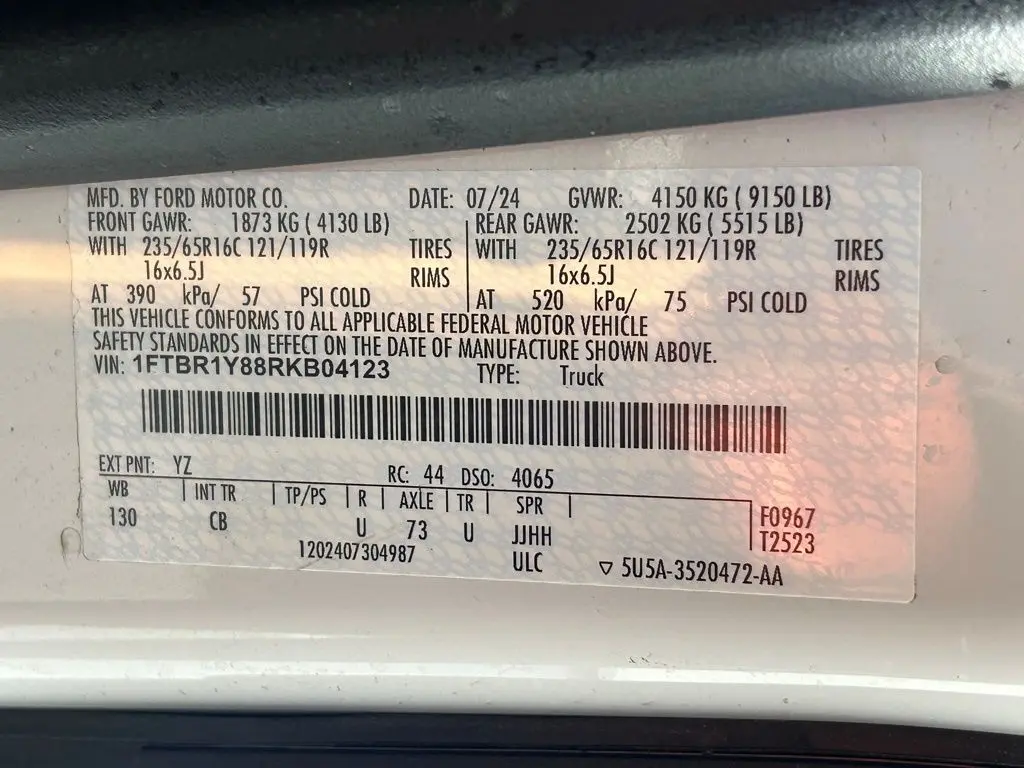 MFD. BY FORD MOTOR CO. DATE: 07/24 GVWR: 4150 KG ( 9150 LB)
FRONT GAWR: 1873 KG ( 4130 LB) REAR GAWR: 2502 KG ( 5515 LB)
WITH 235/65R16C 121/119R TIRES WITH 235/65R16C 121/119R TIRES
16x6.5J RIMS 16x6.5J RIMS
AT 390 kPa/ 57 PSI COLD AT 520 kPa/ 75 PSI COLD
THIS VEHICLE CONFORMS TO ALL APPLICABLE FEDERAL MOTOR VEHICLE
SAFETY STANDARDS IN EFFECT ON THE DATE OF MANUFACTURE SHOWN ABOVE.
VIN: 1FTBR1Y88RKB04123 TYPE: Truck
EXT PNT: YZ RC: 44 DSO: 4065
WB INT TR TP/PS R AXLE TR SPR F0967
130 CB U 73 U JJHH T2523
1202407304987 ULC ▽ 5U5A-3520472-AA